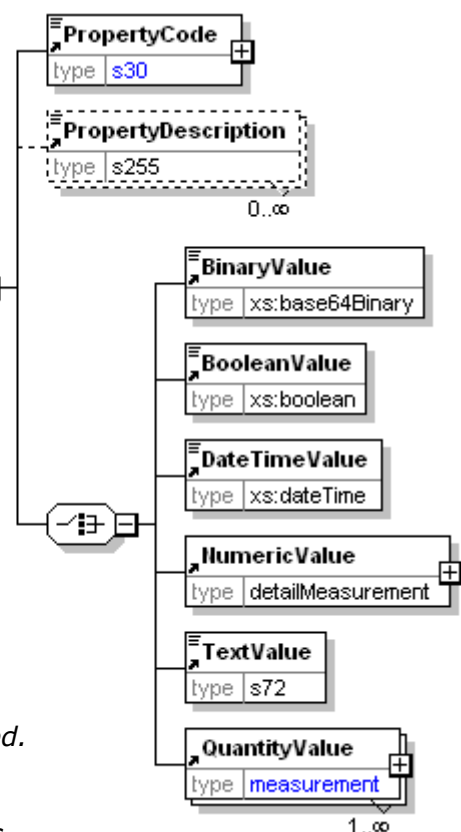 PropertyCode
type s30
PropertyDescription
type s255
0..∞
BinaryValue
type xs:base64Binary
BooleanValue
type xs:boolean
DateTimeValue
type xs:dateTime
NumericValue
type detailMeasurement
TextValue
type s72
QuantityValue
type measurement
1..∞